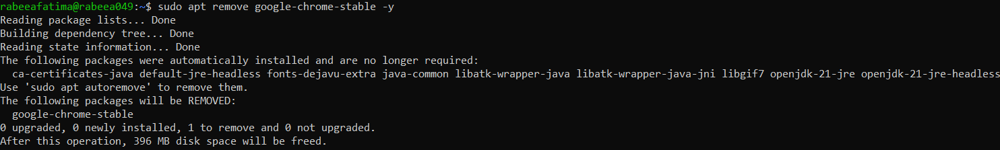 rabeeafatima@rabeea049:~$ sudo apt remove google-chrome-stable -y
Reading package lists... Done
Building dependency tree... Done
Reading state information... Done
The following packages were automatically installed and are no longer required:
  ca-certificates-java default-jre-headless fonts-dejavu-extra java-common libatk-wrapper-java libatk-wrapper-java-jni libgif7 openjdk-21-jre openjdk-21-jre-headless
Use 'sudo apt autoremove' to remove them.
The following packages will be REMOVED:
  google-chrome-stable
0 upgraded, 0 newly installed, 1 to remove and 0 not upgraded.
After this operation, 396 MB disk space will be freed.